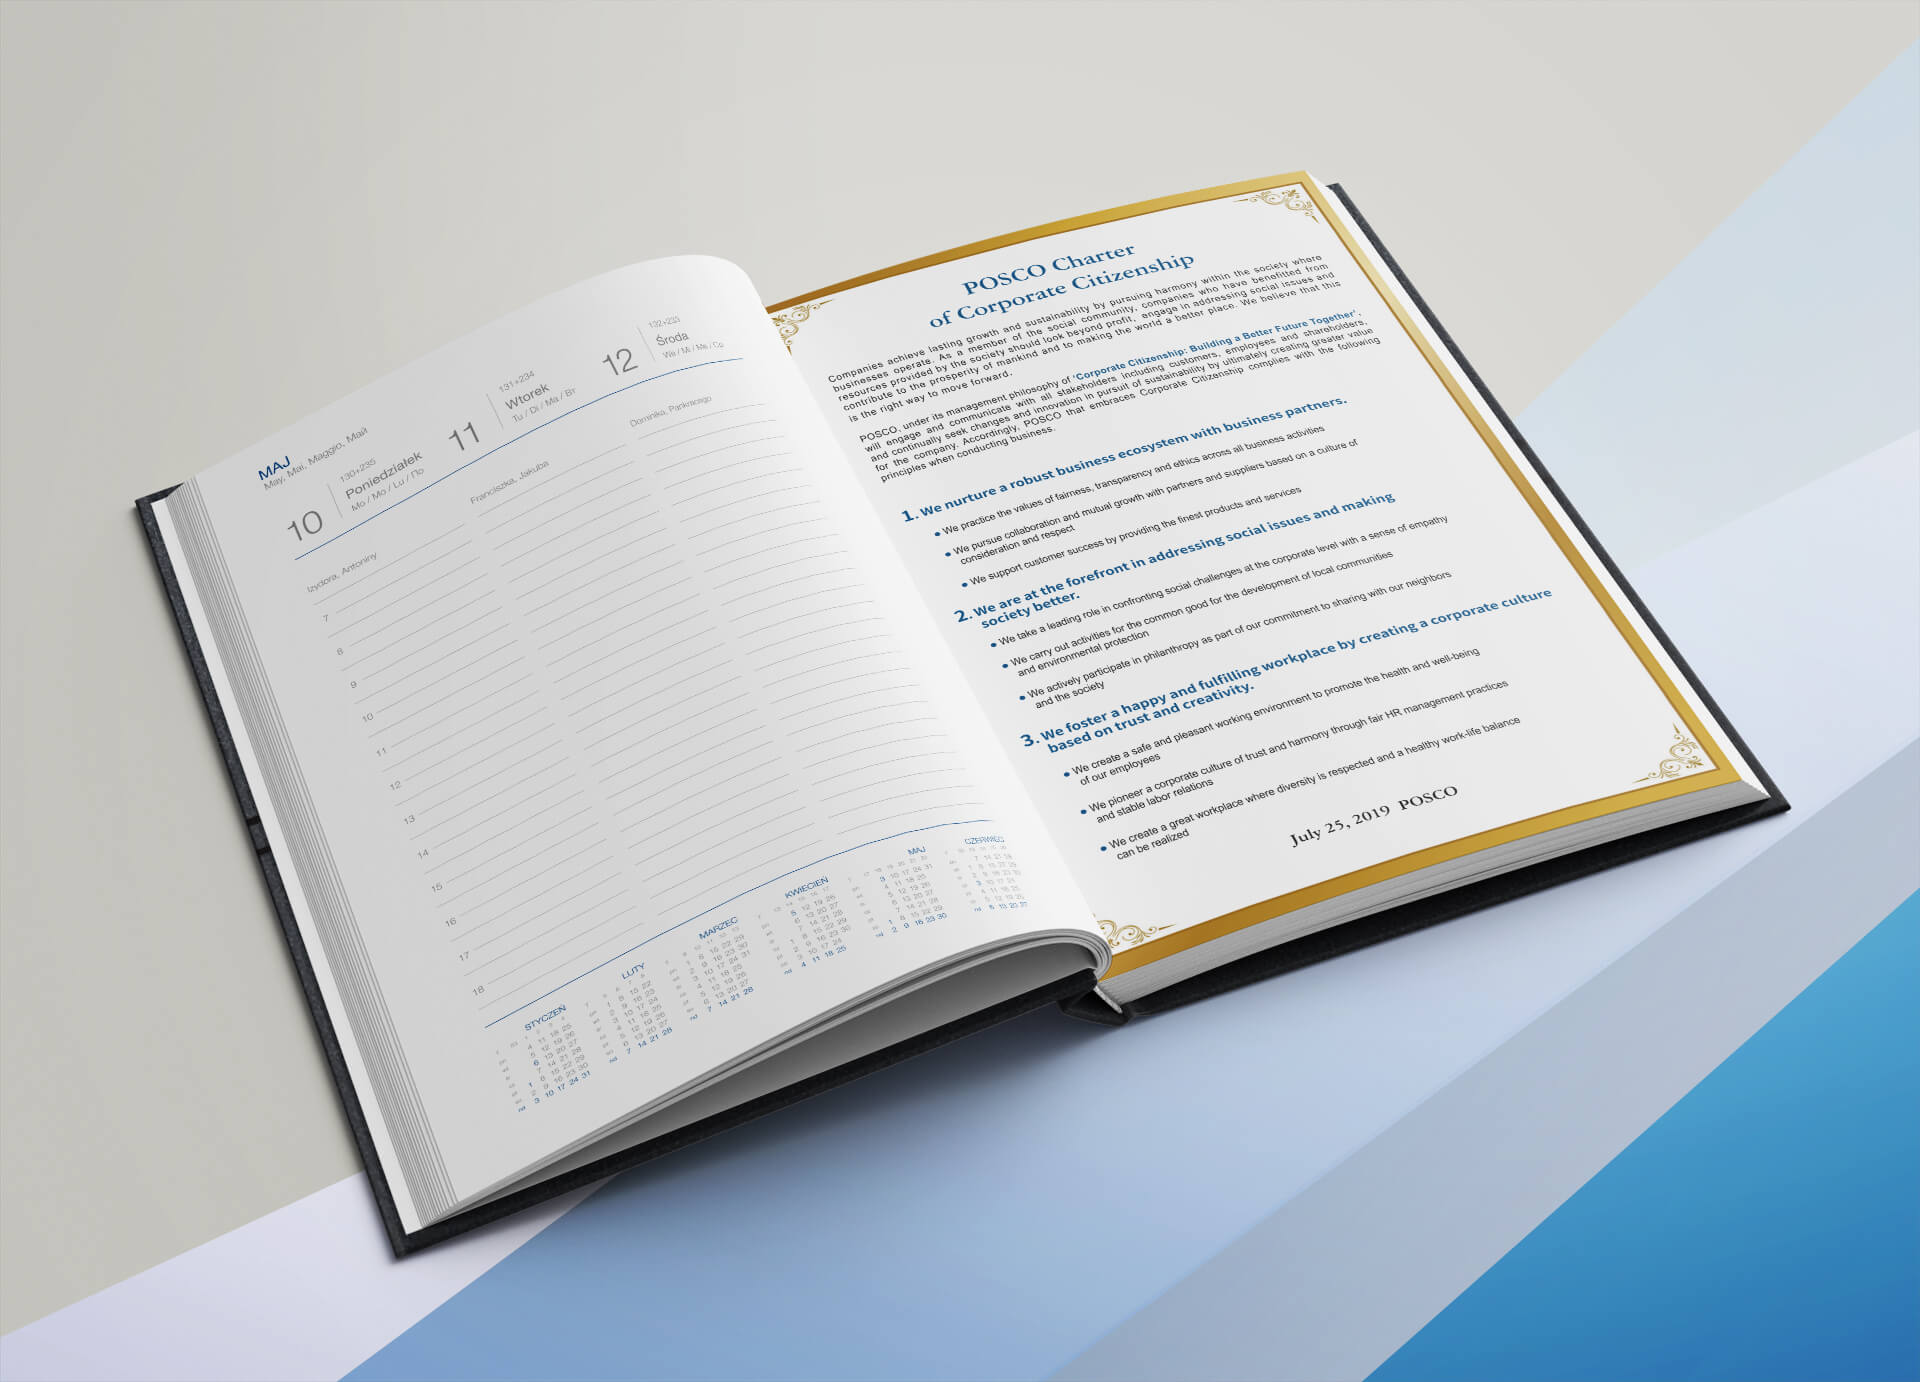 MAJ
May, Mai, Maggio, Май
10
130+235
Poniedziałek
Mo / Mo / Lu / По
11
131+234
Wtorek
Tu / Di / Ma / Вт
12
132+233
Środa
We / Mi / Me / Ср
Izydora, Antoniny
Franciszka, Jakuba
Dominika, Pankracego
7
8
9
10
11
12
13
14
15
16
17
18
STYCZEŃ
LUTY
MARZEC
KWIECIEŃ
MAJ
CZERWIEC
POSCO Charter
of Corporate Citizenship
Companies achieve lasting growth and sustainability by pursuing harmony within the society where
businesses operate. As a member of the social community, companies who have benefitted from
resources provided by the society should look beyond profit, engage in addressing social issues and
contribute to the prosperity of mankind and to making the world a better place. We believe that this
is the right way to move forward.
POSCO, under its management philosophy of 'Corporate Citizenship: Building a Better Future Together',
will engage and communicate with all stakeholders including customers, employees and shareholders,
and continually seek changes and innovation in pursuit of sustainability by ultimately creating greater value
for the company. Accordingly, POSCO that embraces Corporate Citizenship complies with the following
principles when conducting business.
1. We nurture a robust business ecosystem with business partners.
• We practice the values of fairness, transparency and ethics across all business activities
• We pursue collaboration and mutual growth with partners and suppliers based on a culture of
consideration and respect
• We support customer success by providing the finest products and services
2. We are at the forefront in addressing social issues and making
society better.
• We take a leading role in confronting social challenges at the corporate level with a sense of empathy
• We carry out activities for the common good for the development of local communities
and environmental protection
• We actively participate in philanthropy as part of our commitment to sharing with our neighbors
and the society
3. We foster a happy and fulfilling workplace by creating a corporate culture
based on trust and creativity.
• We create a safe and pleasant working environment to promote the health and well-being
of our employees
• We pioneer a corporate culture of trust and harmony through fair HR management practices
and stable labor relations
• We create a great workplace where diversity is respected and a healthy work-life balance
can be realized
July 25, 2019 POSCO